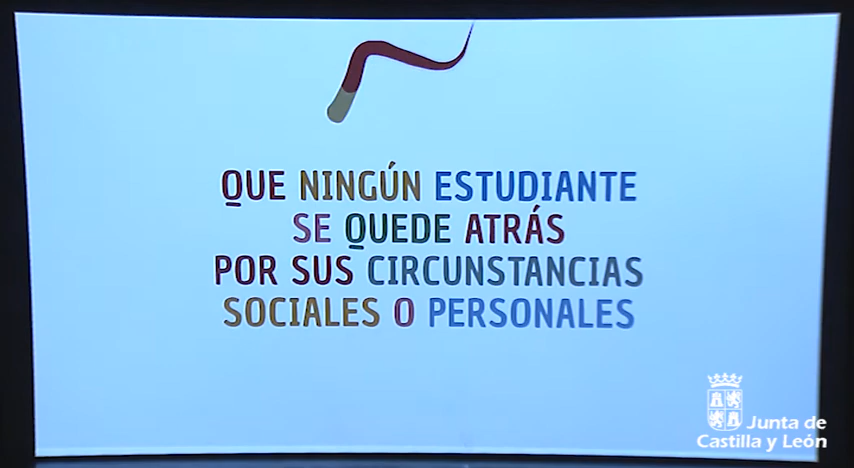 QUE NINGÚN ESTUDIANTE
SE QUEDE ATRÁS
POR SUS CIRCUNSTANCIAS
SOCIALES O PERSONALES
Junta de
Castilla y León